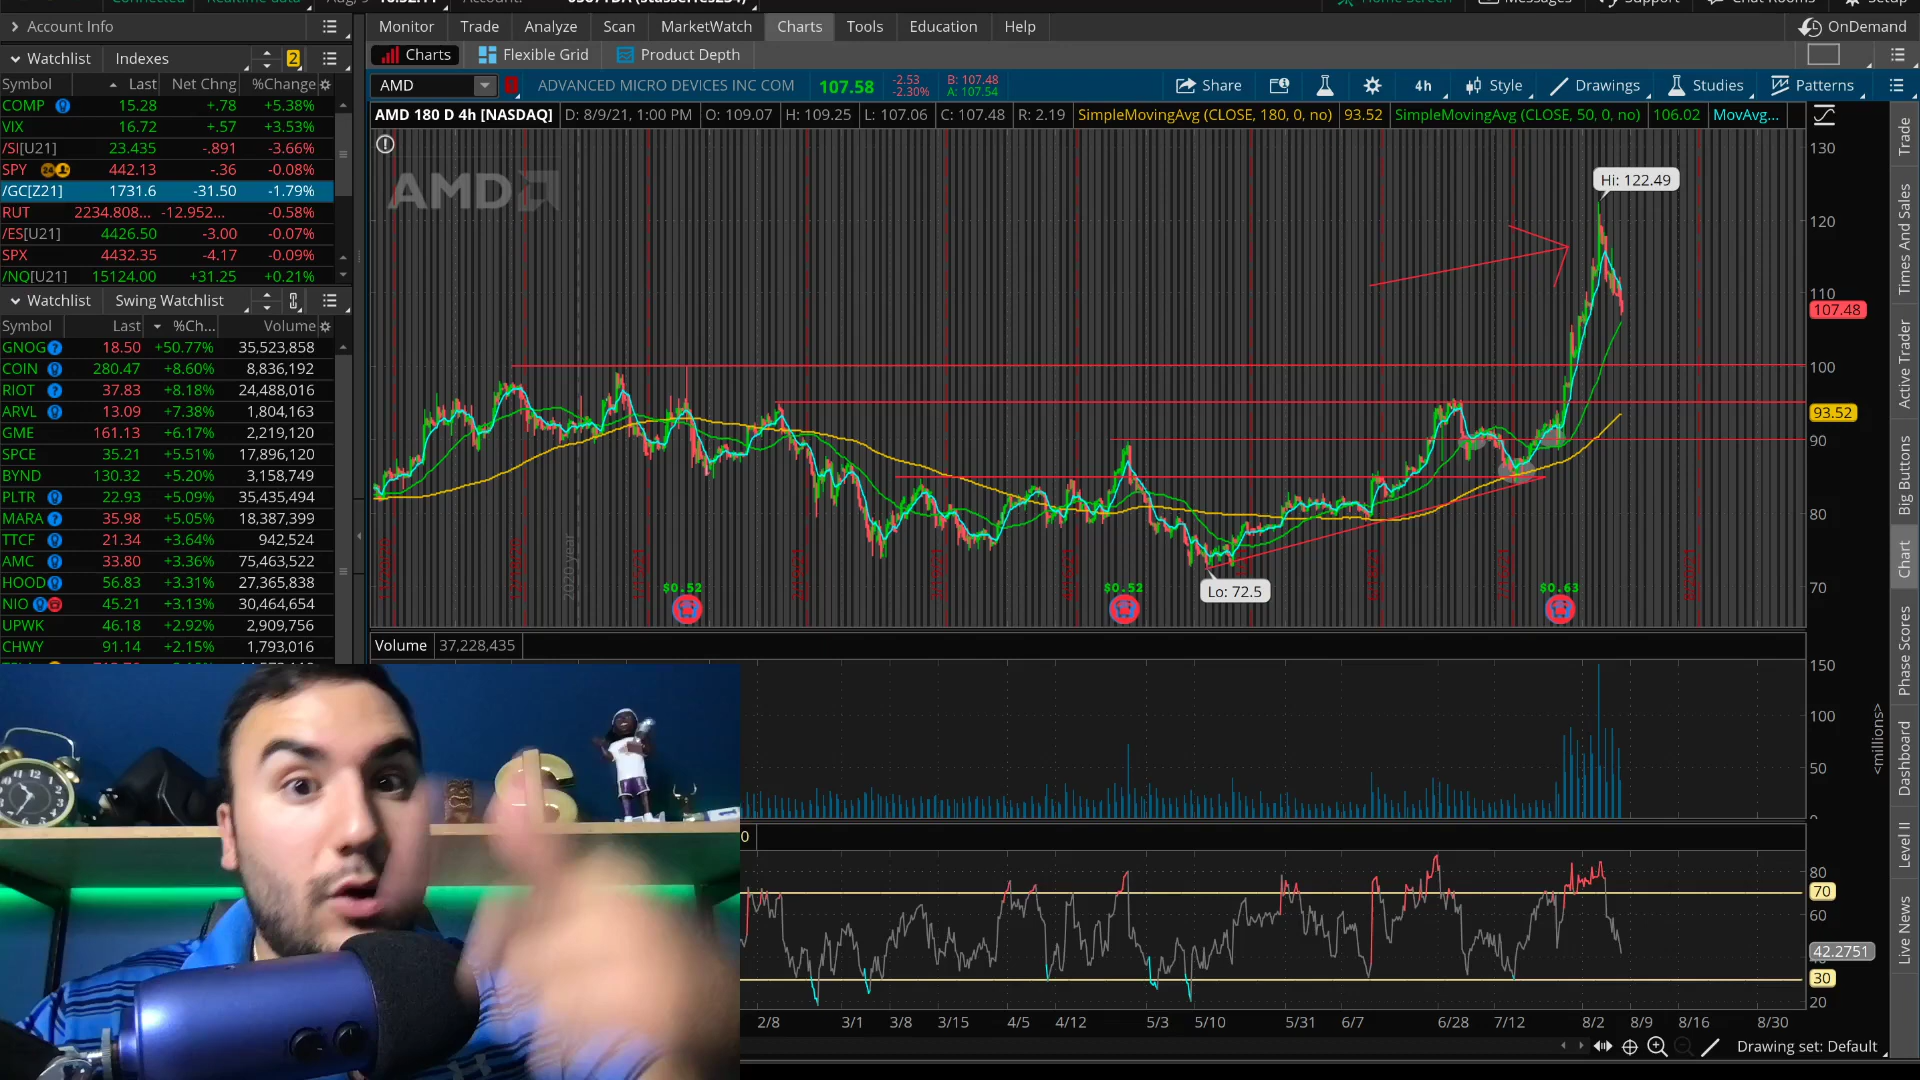 Account Info
Monitor Trade Analyze Scan MarketWatch Charts Tools Education Help OnDemand
Charts Flexible Grid Product Depth
Watchlist Indexes 2
Symbol Last Net Chng %Change
COMP 15.28 +.78 +5.38%
VIX 16.72 +.57 +3.53%
/SI[U21] 23.435 -.891 -3.66%
SPY 442.13 -.36 -0.08%
/GC[Z21] 1731.6 -31.50 -1.79%
RUT 2234.808... -12.952... -0.58%
/ES[U21] 4426.50 -3.00 -0.07%
SPX 4432.35 -4.17 -0.09%
/NQ[U21] 15124.00 +31.25 +0.21%
Watchlist Swing Watchlist
Symbol Last %Ch... Volume
GNOG 18.50 +50.77% 35,523,858
COIN 280.47 +8.60% 8,836,192
RIOT 37.83 +8.18% 24,488,016
ARVL 13.09 +7.38% 1,804,163
GME 161.13 +6.17% 2,219,120
SPCE 35.21 +5.51% 17,896,120
BYND 130.32 +5.20% 3,158,749
PLTR 22.93 +5.09% 35,435,494
MARA 35.98 +5.05% 18,387,399
TTCF 21.34 +3.64% 942,524
AMC 33.80 +3.36% 75,463,522
HOOD 56.83 +3.31% 27,365,838
NIO 45.21 +3.13% 30,464,654
UPWK 46.18 +2.92% 2,909,756
CHWY 91.14 +2.15% 1,793,016
AMD ADVANCED MICRO DEVICES INC COM 107.58 -2.53 -2.30% B: 107.48 A: 107.54 Share 4h Style Drawings Studies Patterns
AMD 180 D 4h [NASDAQ] D: 8/9/21, 1:00 PM O: 109.07 H: 109.25 L: 107.06 C: 107.48 R: 2.19 SimpleMovingAvg (CLOSE, 180, 0, no) 93.52 SimpleMovingAvg (CLOSE, 50, 0, no) 106.02 MovAvg...
AMD
Hi: 122.49
Lo: 72.5
2020 year
$0.52 $0.52 $0.63
130
120
110
107.48
100
93.52
90
80
70
Volume 37,228,435
150
100
50
<millions>
80
70
60
42.2751
30
20
2/8 3/1 3/8 3/15 4/5 4/12 5/3 5/10 5/31 6/7 6/28 7/12 8/2 8/9 8/16 8/30
Drawing set: Default
Trade
Times And Sales
Active Trader
Big Buttons
Chart
Phase Scores
Dashboard
Level II
Live News